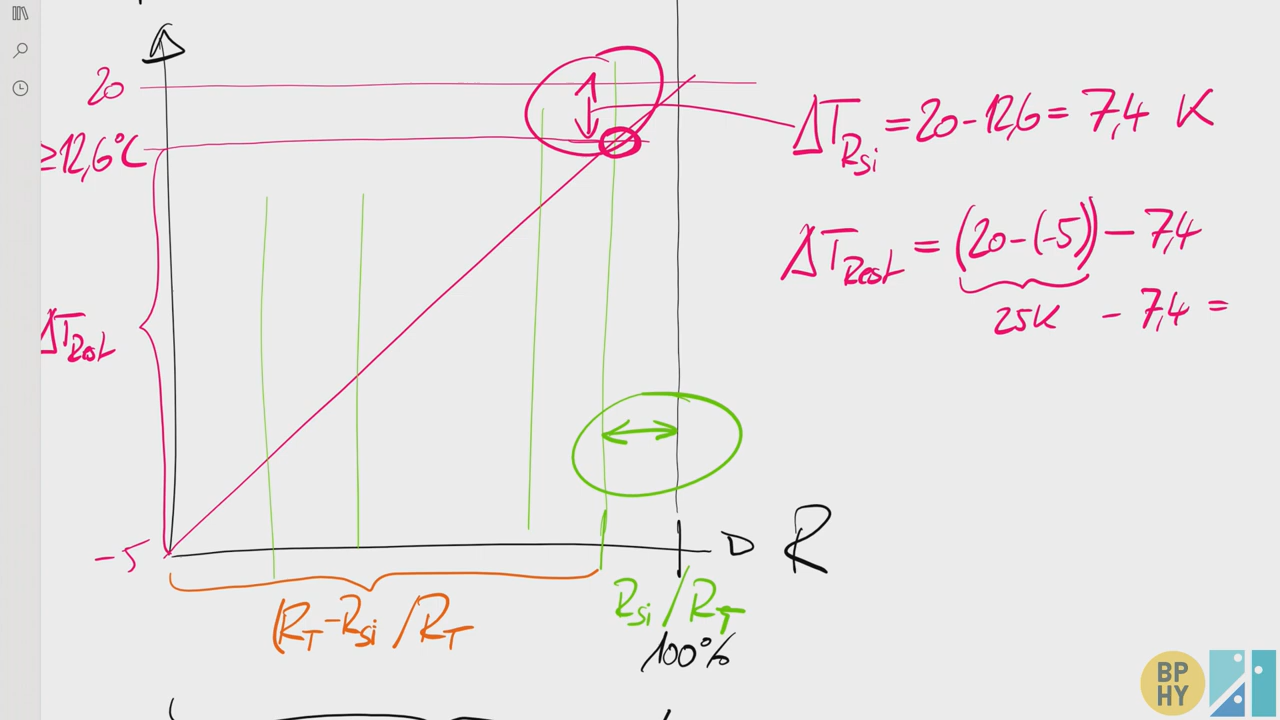 20
≥12,6°C
ΔT_Rsi = 20-12,6 = 7,4 K
ΔT_Rest = (20-(-5)) - 7,4
25K - 7,4 =
ΔT_Rest
-5
R
(R_T-R_si/R_T
R_si/R_T
100%
BP
HY